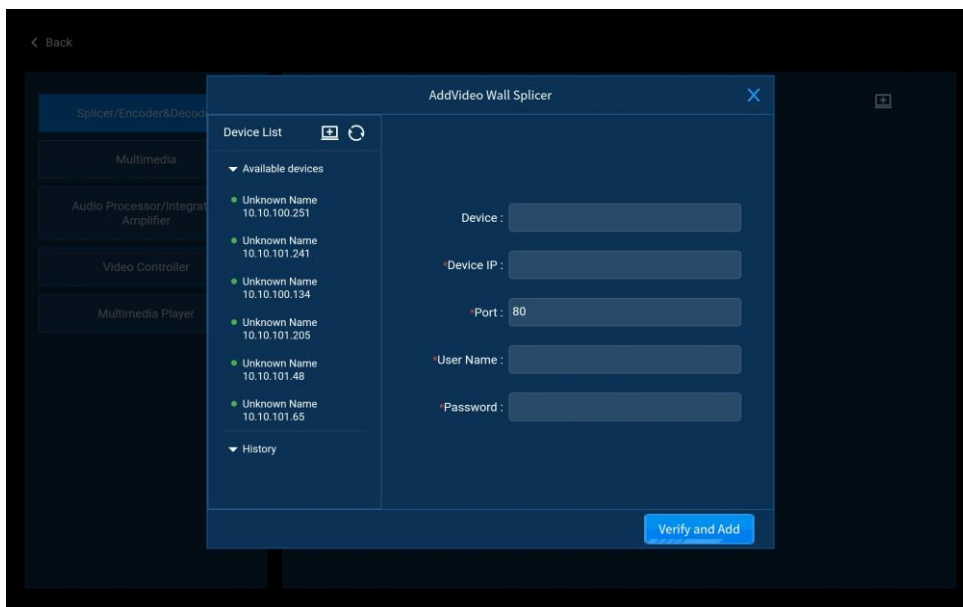 Back
AddVideo Wall Splicer
Splicer/Encoder&Decod
Multimedia
Audio Processor/Integrat
Amplifier
Video Controller
Multimedia Player
Device List
Available devices
Unknown Name
10.10.100.251
Unknown Name
10.10.101.241
Unknown Name
10.10.100.134
Unknown Name
10.10.101.205
Unknown Name
10.10.101.48
Unknown Name
10.10.101.65
History
Device :
*Device IP :
*Port : 80
*User Name :
*Password :
Verify and Add